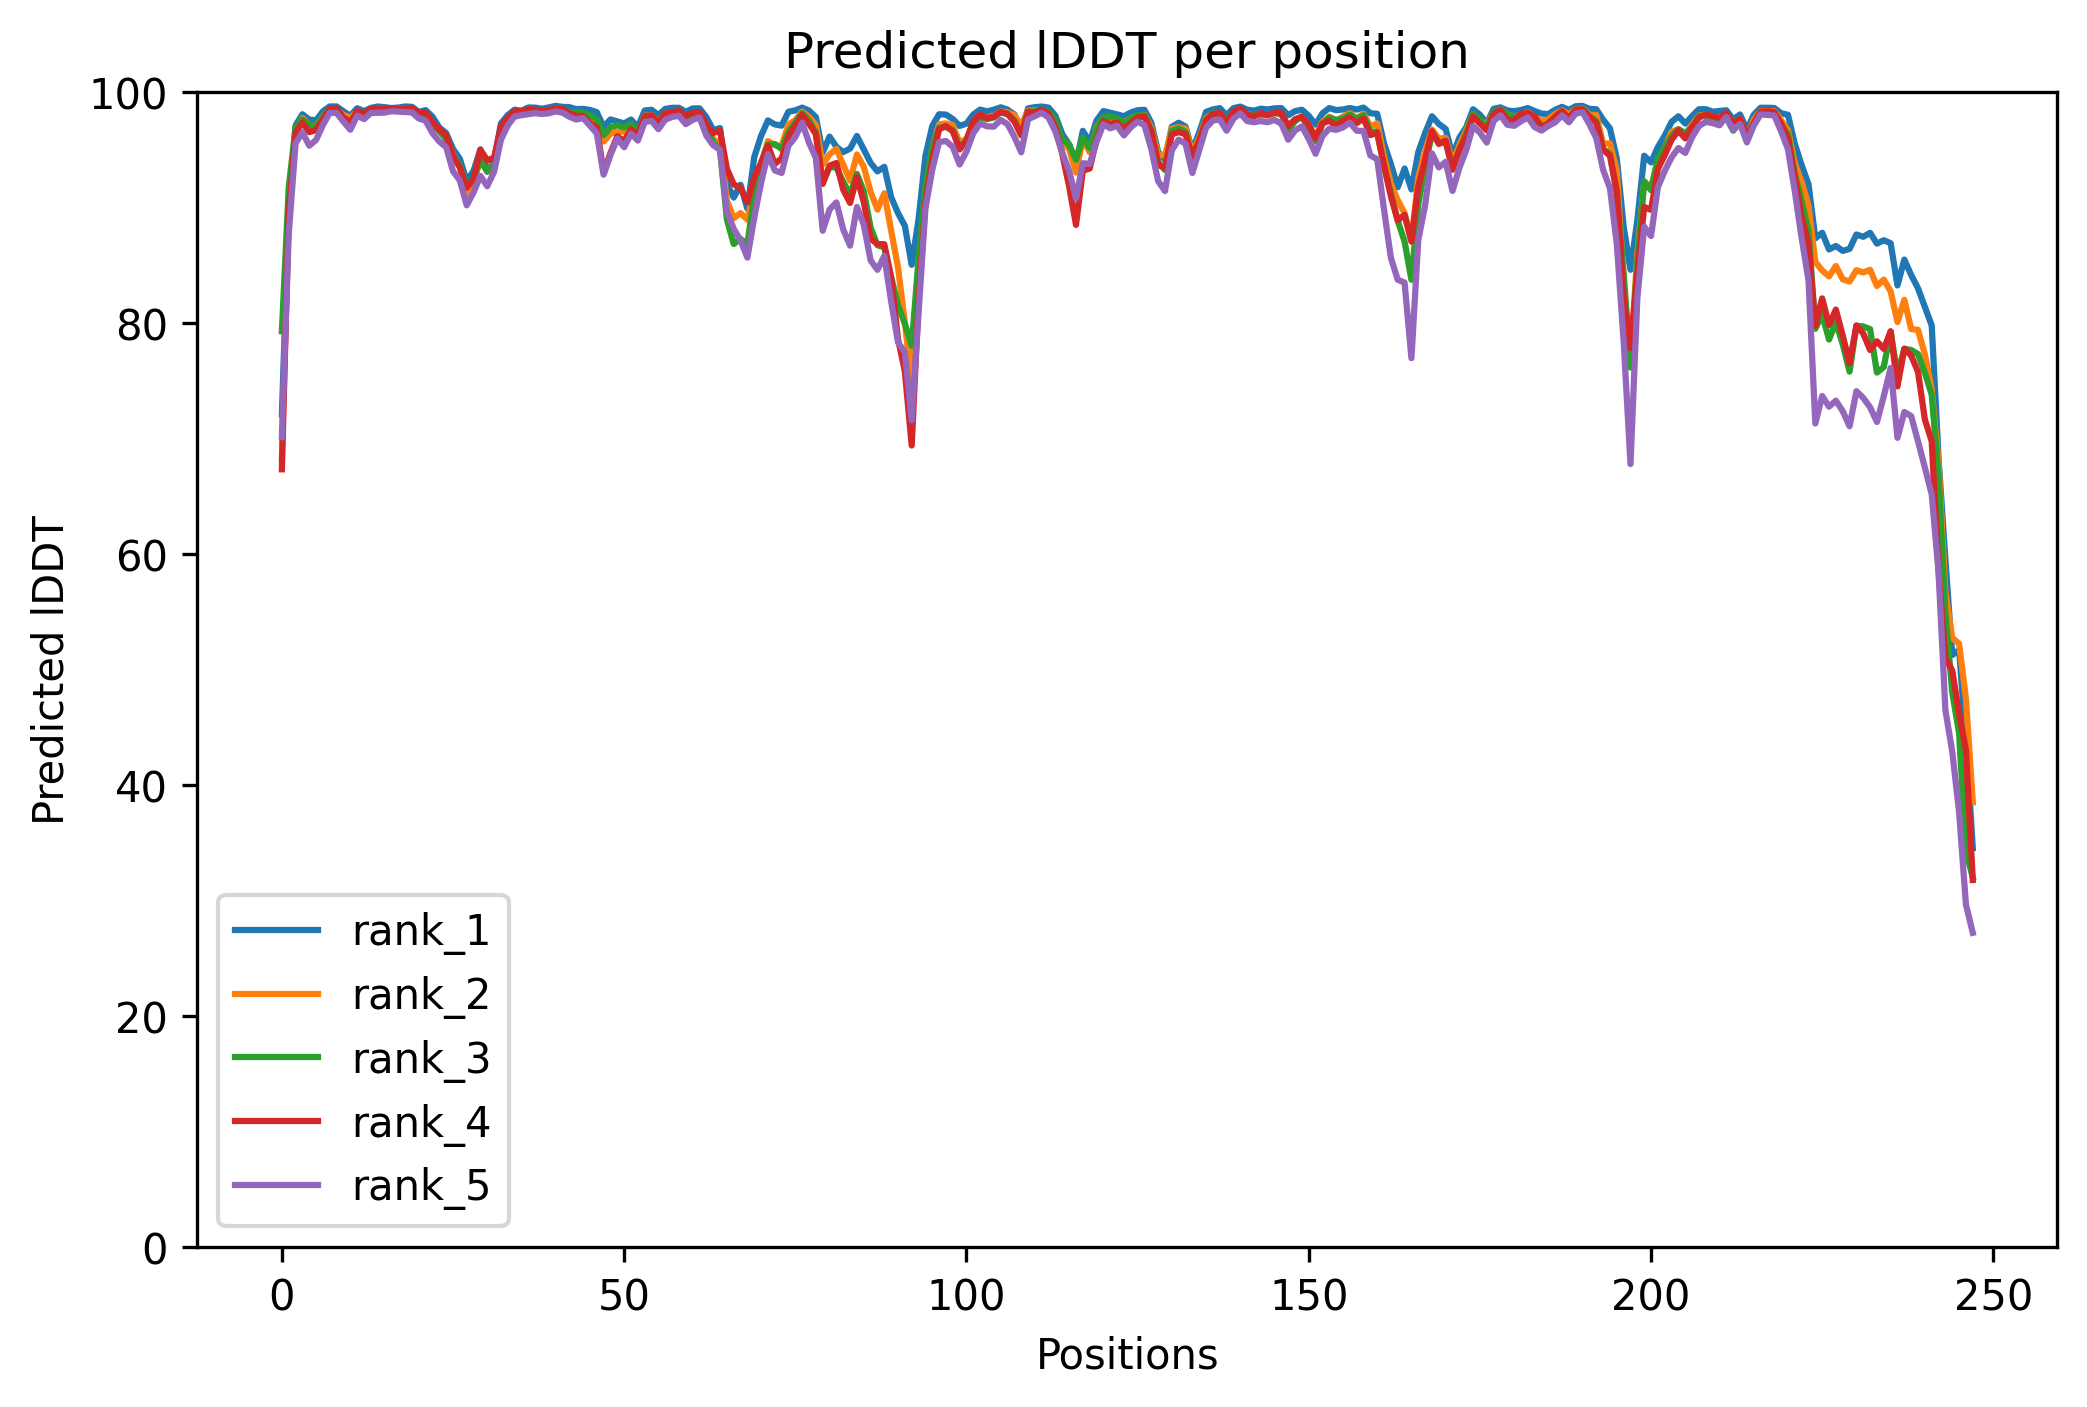 Predicted lDDT per position
100
80
60
40
20
0
Predicted lDDT
rank_1
rank_2
rank_3
rank_4
rank_5
0 50 100 150 200 250
Positions